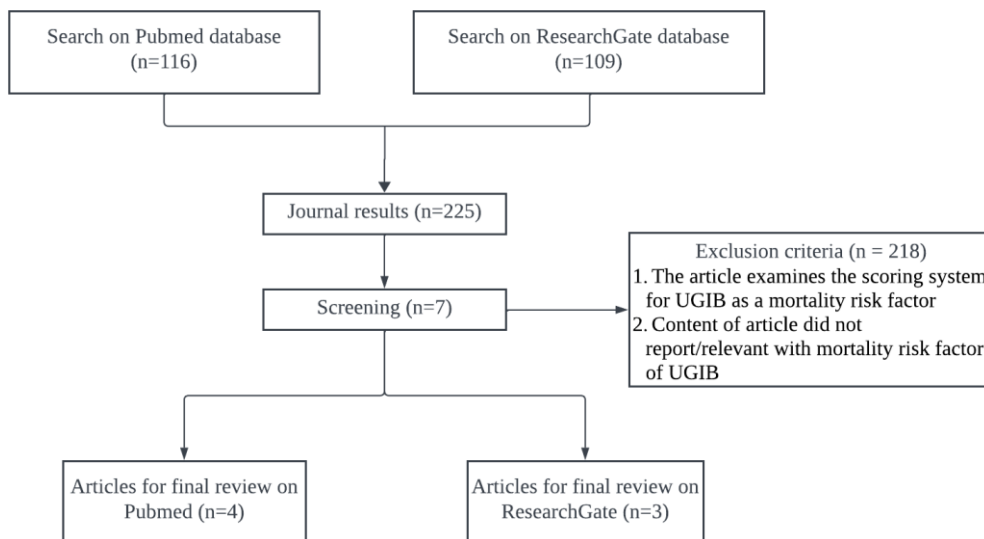 Search on Pubmed database
(n=116)
Search on ResearchGate database
(n=109)
Journal results (n=225)
Exclusion criteria (n = 218)
1. The article examines the scoring system
for UGIB as a mortality risk factor
2. Content of article did not
report/relevant with mortality risk factor
of UGIB
Screening (n=7)
Articles for final review on
Pubmed (n=4)
Articles for final review on
ResearchGate (n=3)